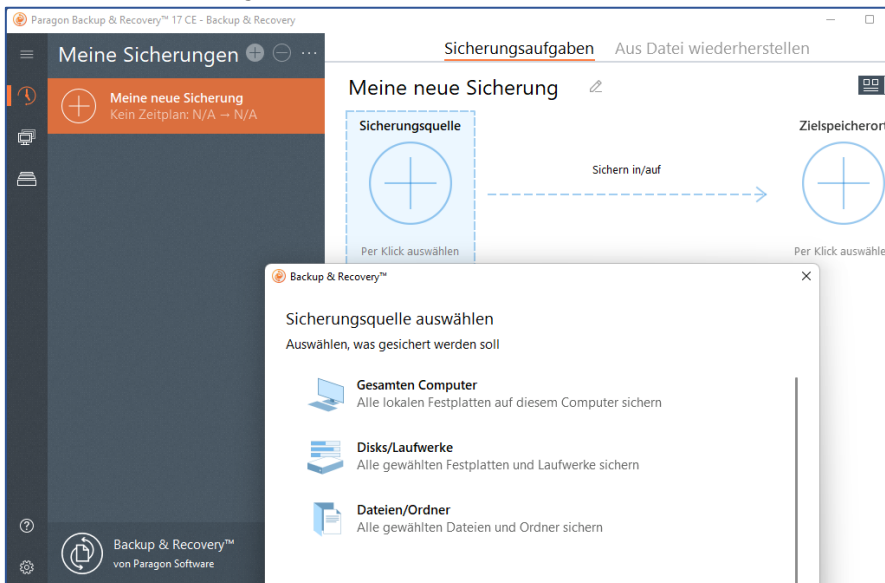 Paragon Backup & Recovery™ 17 CE - Backup & Recovery
Meine Sicherungen
Sicherungsaufgaben Aus Datei wiederherstellen
Meine neue Sicherung
Kein Zeitplan: N/A → N/A
Meine neue Sicherung
Sicherungsquelle
Zielspeicherort
Sichern in/auf
Per Klick auswählen
Per Klick auswähle
Backup & Recovery™
Sicherungsquelle auswählen
Auswählen, was gesichert werden soll
Gesamten Computer
Alle lokalen Festplatten auf diesem Computer sichern
Disks/Laufwerke
Alle gewählten Festplatten und Laufwerke sichern
Dateien/Ordner
Alle gewählten Dateien und Ordner sichern
Backup & Recovery™
von Paragon Software